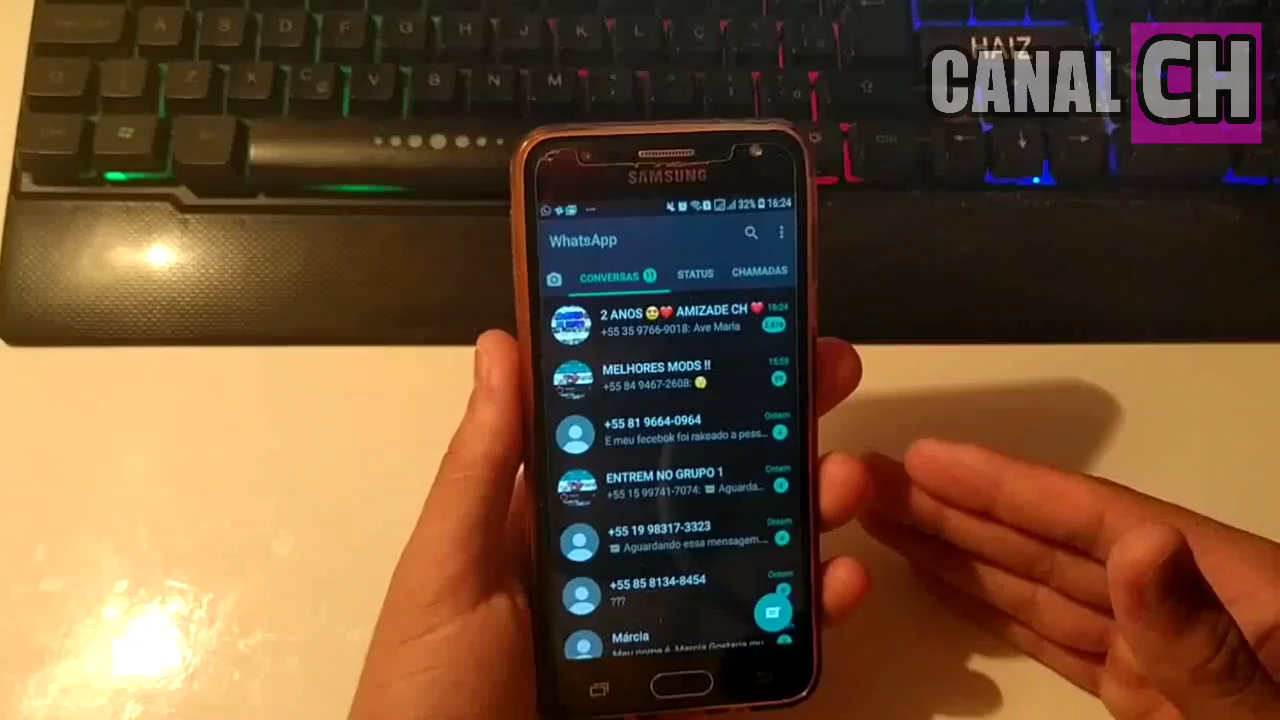 CANAL CH
HAIZ
SAMSUNG
32% 16:24
WhatsApp
CONVERSAS 11 STATUS CHAMADAS
2 ANOS 🥺❤️ AMIZADE CH ❤️ 16:24
+55 35 9766-9018: Ave Maria
MELHORES MODS !! 15:59
+55 84 9467-2608:
+55 81 9664-0964 Ontem
E meu fecebok foi rakeado a pess...
ENTREM NO GRUPO 1 Ontem
+55 15 99741-7074: Aguarda...
+55 19 98317-3323 Ontem
Aguardando essa mensagem...
+55 85 8134-8454 Ontem
???
Márcia